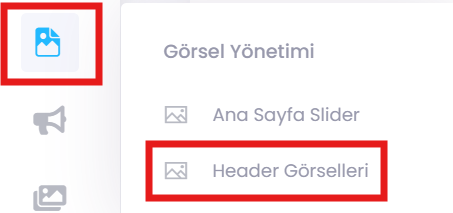 Görsel Yönetimi
Ana Sayfa Slider
Header Görselleri